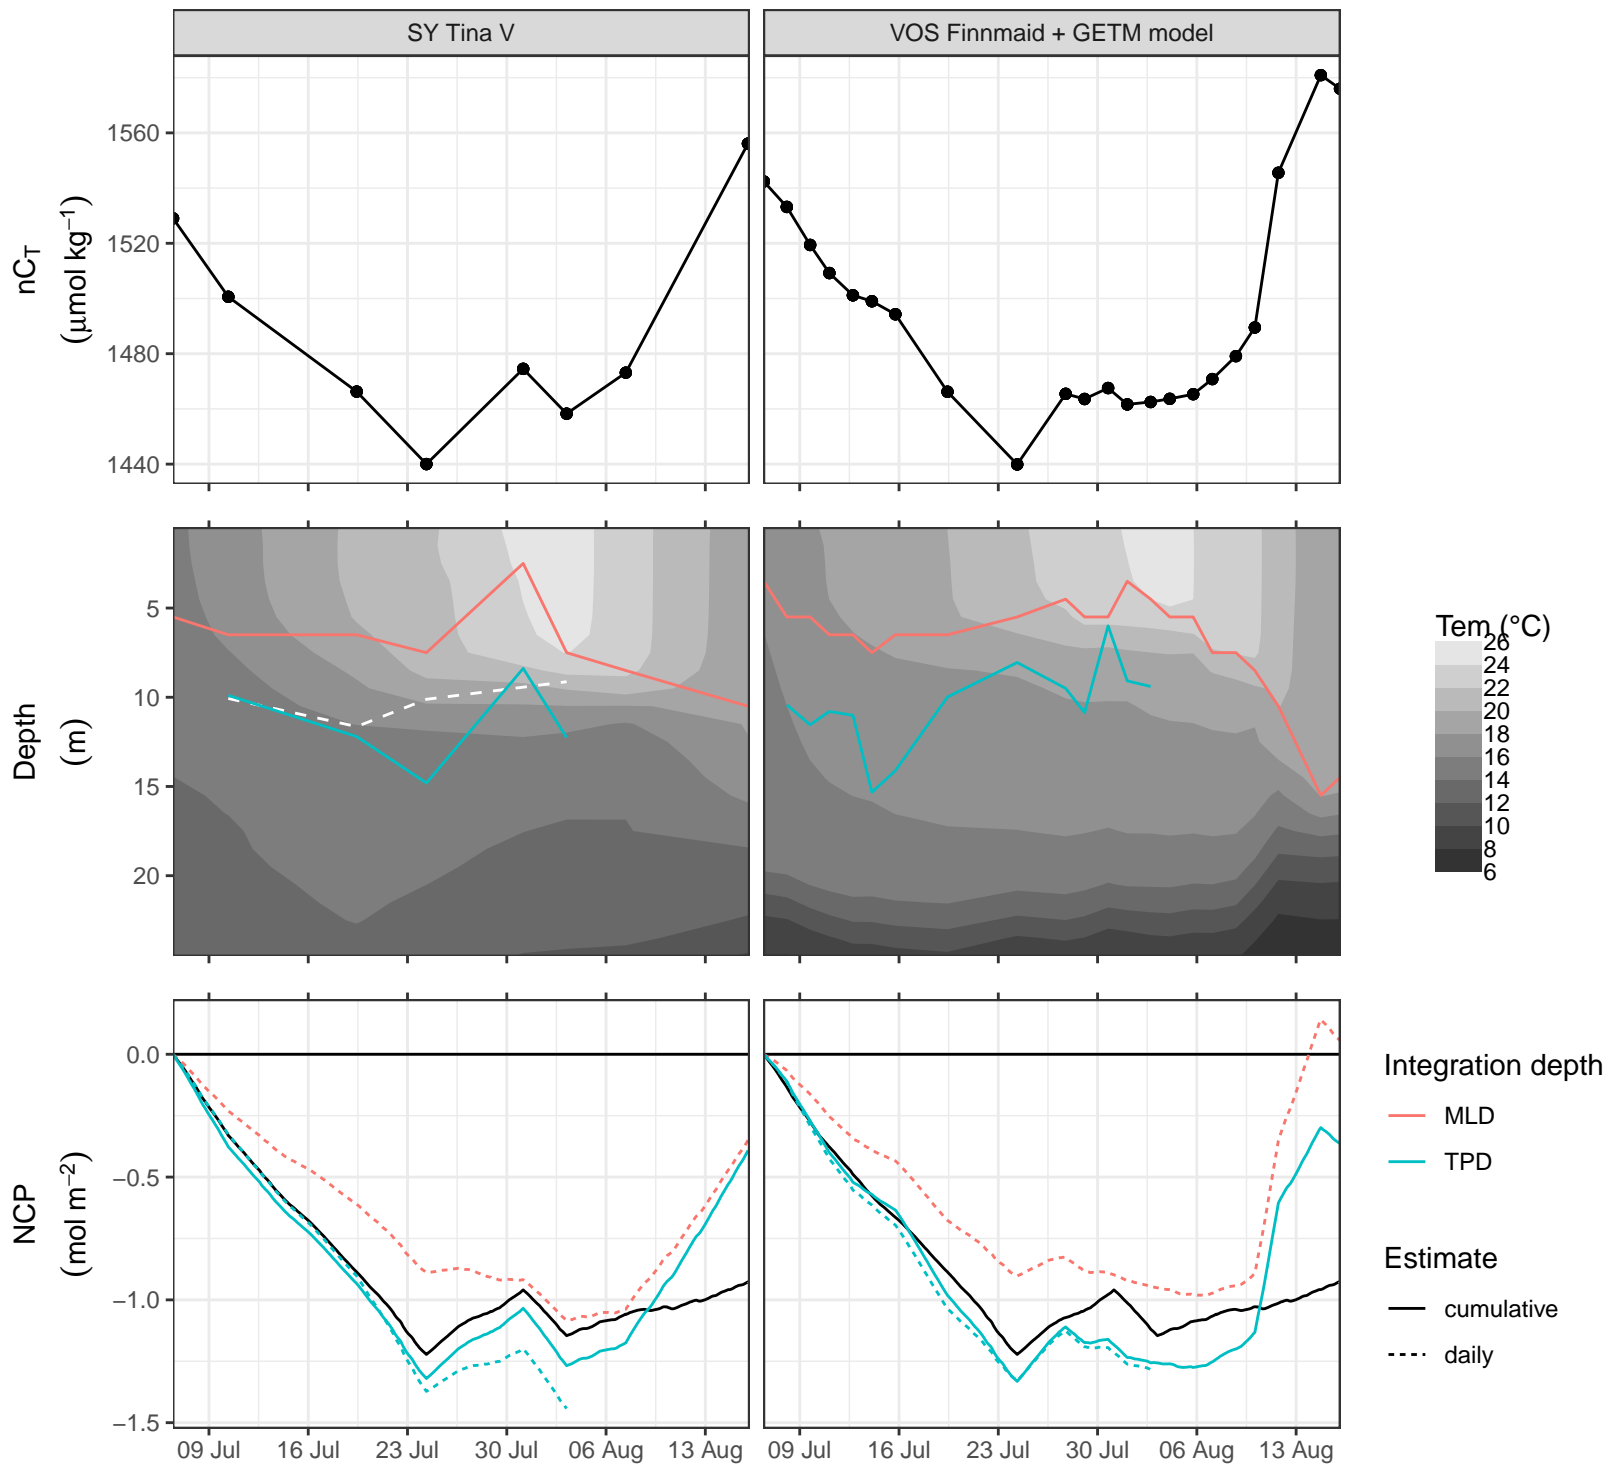 SY Tina V
VOS Finnmaid + GETM model
nC_T
(μmol kg⁻¹)
1560
1520
1480
1440
Depth
(m)
5
10
15
20
Tem (°C)
26
24
22
20
18
16
14
12
10
8
6
NCP
(mol m⁻²)
0.0
−0.5
−1.0
−1.5
09 Jul 16 Jul 23 Jul 30 Jul 06 Aug 13 Aug
09 Jul 16 Jul 23 Jul 30 Jul 06 Aug 13 Aug
Integration depth
MLD
TPD
Estimate
cumulative
daily